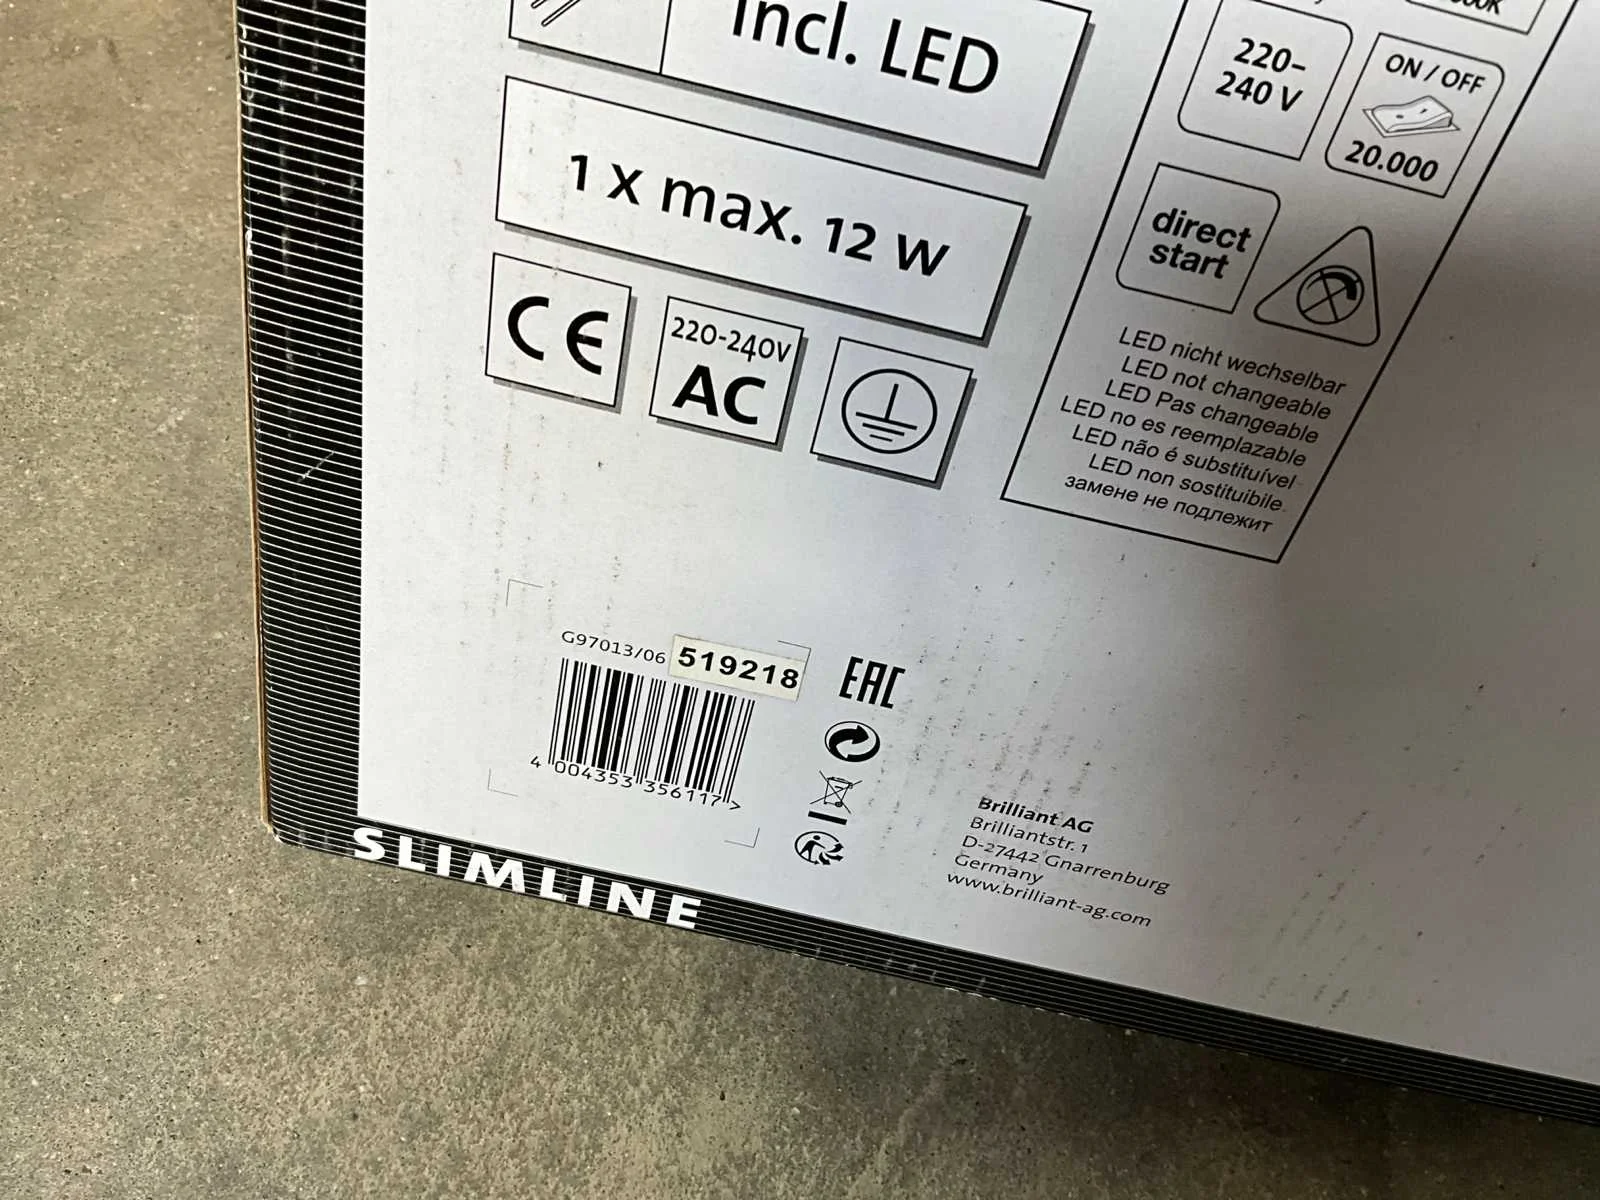 Incl. LED
1 x max. 12 W
CE
220-240V
AC
220–
240 V
ON / OFF
20.000
direct
start
LED nicht wechselbar
LED not changeable
LED Pas changeable
LED no es reemplazable
LED não é substituível
LED non sostituibile
замене не подлежит
G97013/06
519218
4 004353 356117 >
EAC
Brilliant AG
Brilliantstr. 1
D-27442 Gnarrenburg
Germany
www.brilliant-ag.com
SLIMLINE